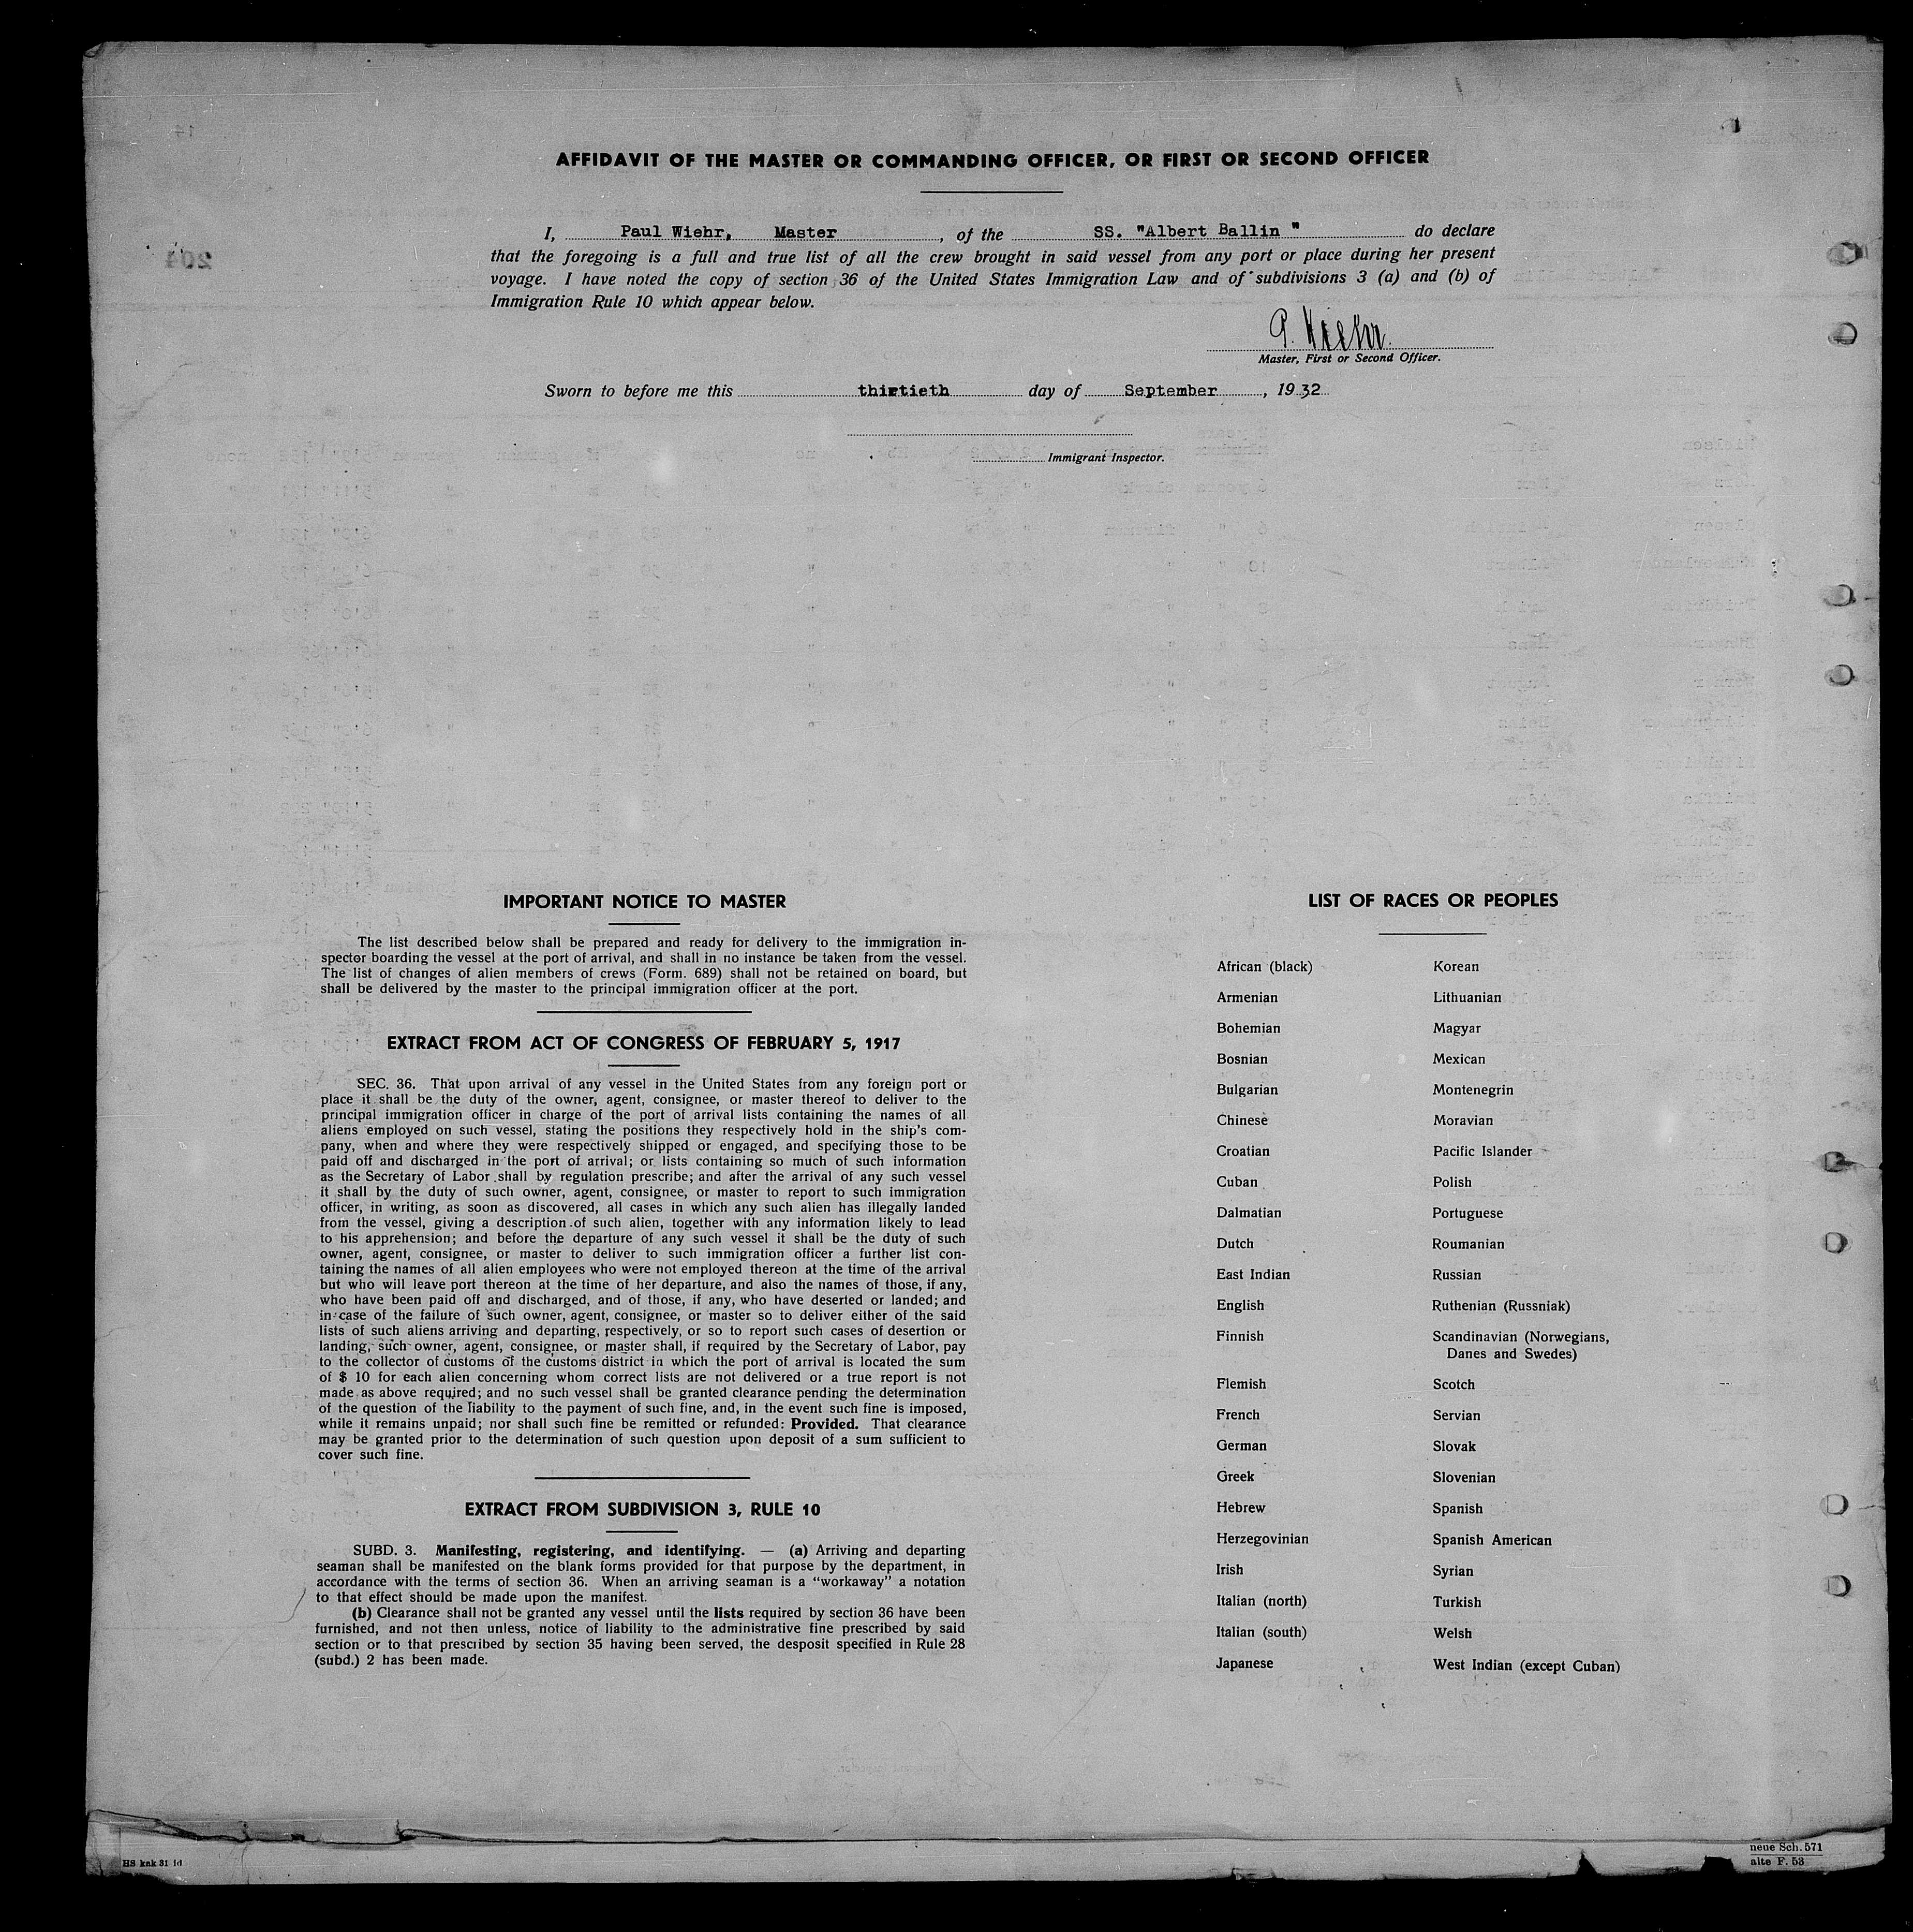 AFFIDAVIT OF THE MASTER OR COMMANDING OFFICER, OR FIRST OR SECOND OFFICER
I, Paul Wiehr, Master, of the SS. "Albert Ballin " do declare
that the foregoing is a full and true list of all the crew brought in said vessel from any port or place during her present
voyage. I have noted the copy of section 36 of the United States Immigration Law and of subdivisions 3 (a) and (b) of
Immigration Rule 10 which appear below.
P. Wiehr.
Master, First or Second Officer.
Sworn to before me this thirtieth day of September, 1932
Immigrant Inspector.
IMPORTANT NOTICE TO MASTER
The list described below shall be prepared and ready for delivery to the immigration in-
spector boarding the vessel at the port of arrival, and shall in no instance be taken from the vessel.
The list of changes of alien members of crews (Form. 689) shall not be retained on board, but
shall be delivered by the master to the principal immigration officer at the port.
EXTRACT FROM ACT OF CONGRESS OF FEBRUARY 5, 1917
SEC. 36. That upon arrival of any vessel in the United States from any foreign port or
place it shall be the duty of the owner, agent, consignee, or master thereof to deliver to the
principal immigration officer in charge of the port of arrival lists containing the names of all
aliens employed on such vessel, stating the positions they respectively hold in the ship's com-
pany, when and where they were respectively shipped or engaged, and specifying those to be
paid off and discharged in the port of arrival; or lists containing so much of such information
as the Secretary of Labor shall by regulation prescribe; and after the arrival of any such vessel
it shall by the duty of such owner, agent, consignee, or master to report to such immigration
officer, in writing, as soon as discovered, all cases in which any such alien has illegally landed
from the vessel, giving a description of such alien, together with any information likely to lead
to his apprehension; and before the departure of any such vessel it shall be the duty of such
owner, agent, consignee, or master to deliver to such immigration officer a further list con-
taining the names of all alien employees who were not employed thereon at the time of the arrival
but who will leave port thereon at the time of her departure, and also the names of those, if any,
who have been paid off and discharged, and of those, if any, who have deserted or landed; and
in case of the failure of such owner, agent, consignee, or master so to deliver either of the said
lists of such aliens arriving and departing, respectively, or so to report such cases of desertion or
landing, such owner, agent, consignee, or master shall, if required by the Secretary of Labor, pay
to the collector of customs of the customs district in which the port of arrival is located the sum
of $ 10 for each alien concerning whom correct lists are not delivered or a true report is not
made as above required; and no such vessel shall be granted clearance pending the determination
of the question of the liability to the payment of such fine, and, in the event such fine is imposed,
while it remains unpaid; nor shall such fine be remitted or refunded: Provided. That clearance
may be granted prior to the determination of such question upon deposit of a sum sufficient to
cover such fine.
EXTRACT FROM SUBDIVISION 3, RULE 10
SUBD. 3. Manifesting, registering, and identifying. — (a) Arriving and departing
seaman shall be manifested on the blank forms provided for that purpose by the department, in
accordance with the terms of section 36. When an arriving seaman is a "workaway" a notation
to that effect should be made upon the manifest.
(b) Clearance shall not be granted any vessel until the lists required by section 36 have been
furnished, and not then unless, notice of liability to the administrative fine prescribed by said
section or to that prescribed by section 35 having been served, the desposit specified in Rule 28
(subd.) 2 has been made.
LIST OF RACES OR PEOPLES
African (black) Korean
Armenian Lithuanian
Bohemian Magyar
Bosnian Mexican
Bulgarian Montenegrin
Chinese Moravian
Croatian Pacific Islander
Cuban Polish
Dalmatian Portuguese
Dutch Roumanian
East Indian Russian
English Ruthenian (Russniak)
Finnish Scandinavian (Norwegians,
Danes and Swedes)
Flemish Scotch
French Servian
German Slovak
Greek Slovenian
Hebrew Spanish
Herzegovinian Spanish American
Irish Syrian
Italian (north) Turkish
Italian (south) Welsh
Japanese West Indian (except Cuban)
HS knk 31 1d
neue Sch. 571
alte F. 53